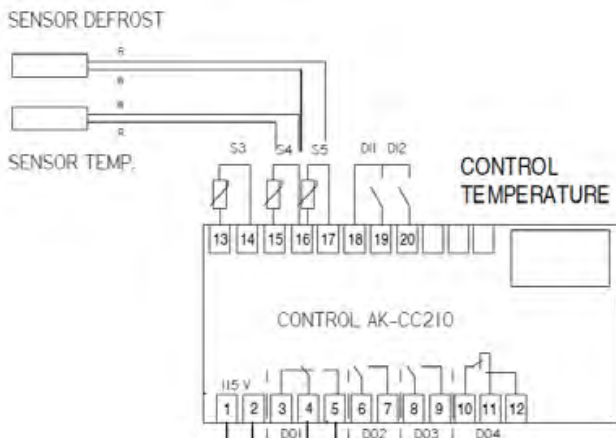 SENSOR DEFROST
R
W
W
R
SENSOR TEMP.
S3 S4 S5 DI1 DI2
CONTROL
TEMPERATURE
13 14 15 16 17 18 19 20
CONTROL AK-CC210
115 V
1 2 3 4 5 6 7 8 9 10 11 12
DO1 DO2 DO3 DO4